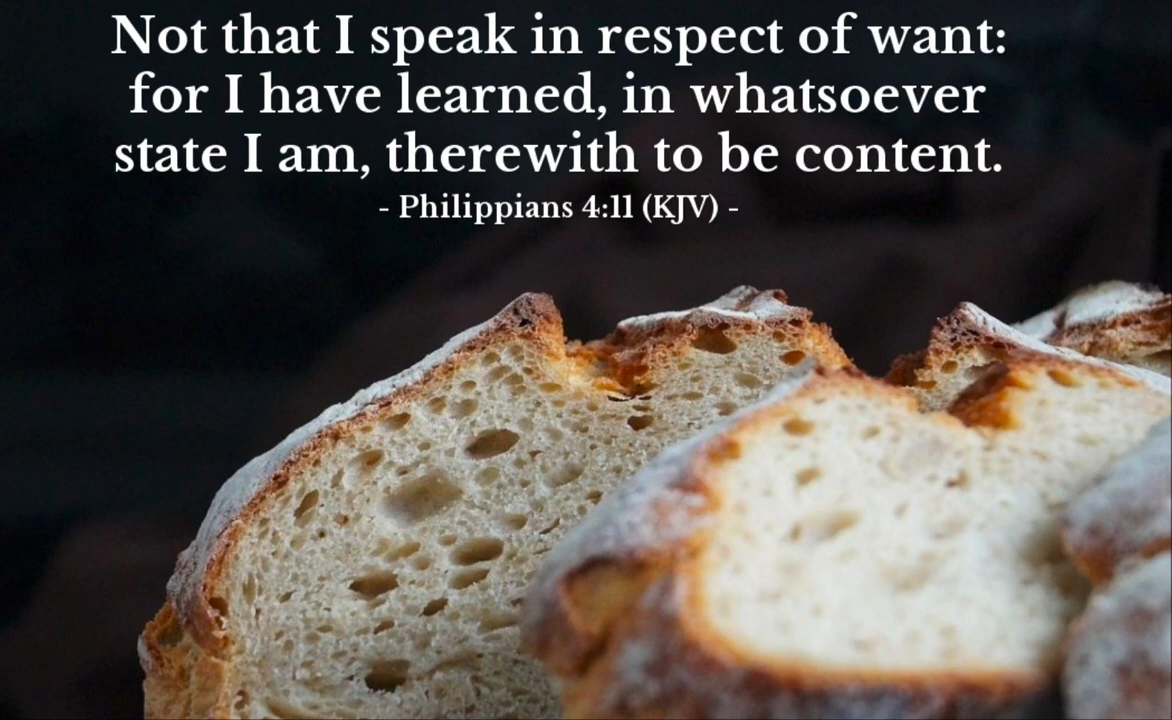 Not that I speak in respect of want:
for I have learned, in whatsoever
state I am, therewith to be content.
- Philippians 4:11 (KJV) -